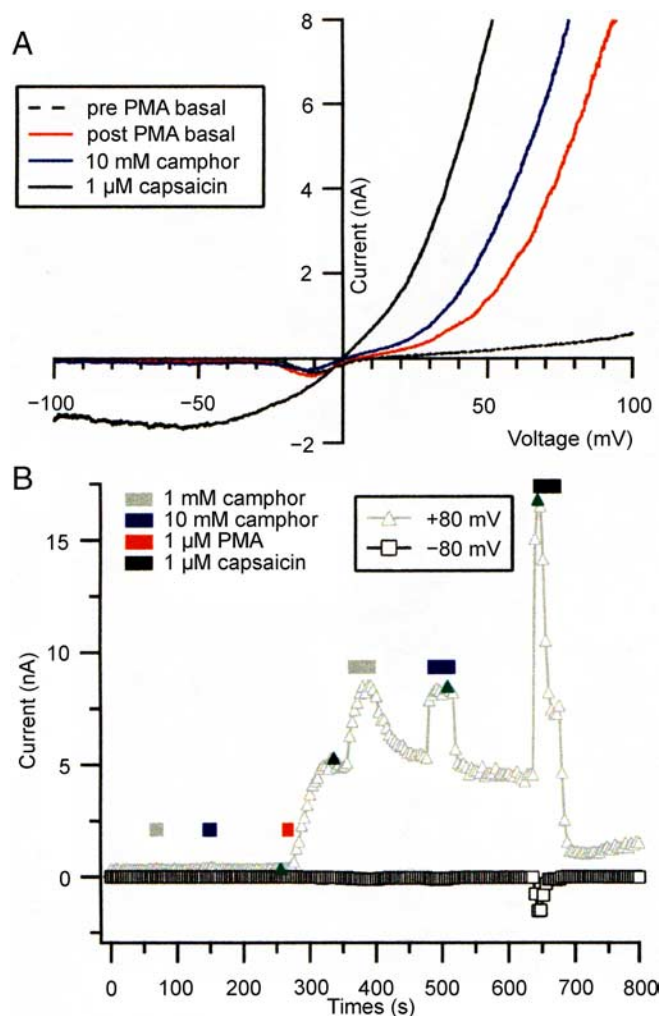 A
8
pre PMA basal
post PMA basal
10 mM camphor
1 µM capsaicin
6
4
2
Current (nA)
−100
−50
50
100
−2
Voltage (mV)
B
1 mM camphor
10 mM camphor
1 µM PMA
1 µM capsaicin
+80 mV
−80 mV
15
10
5
0
Current (nA)
0 100 200 300 400 500 600 700 800
Times (s)